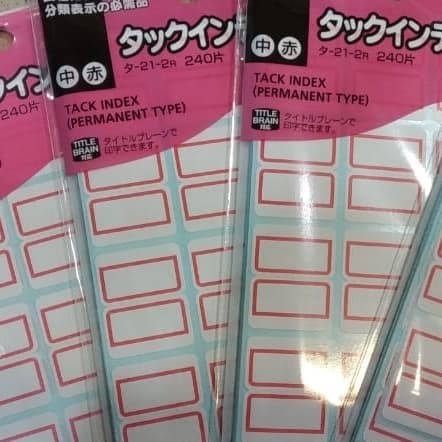 分類表示の必需品
タックイン
中 赤
タ-21-2R 240片
TACK INDEX
(PERMANENT TYPE)
TITLE
BRAIN
対応
タイトルブレーンで
印字できます。
タックイン
中 赤
タ-21-2R 240片
TACK INDEX
(PERMANENT TYPE)
TITLE
BRAIN
対応
タイトルブレーンで
印字できます。
クイン
240片